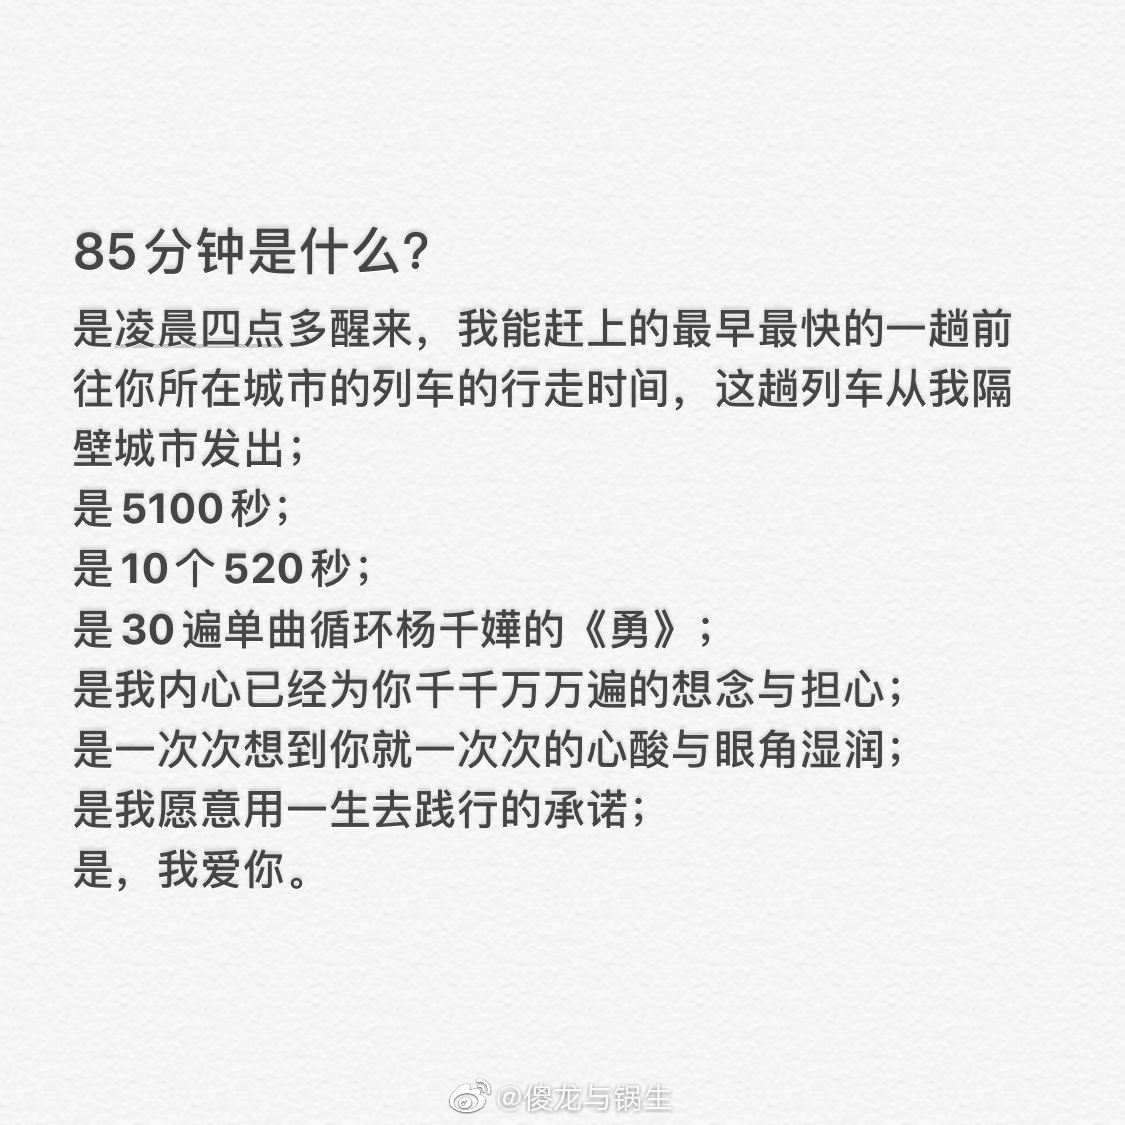 85分钟是什么？
是凌晨四点多醒来，我能赶上的最早最快的一趟前
往你所在城市的列车的行走时间，这趟列车从我隔
壁城市发出；
是5100秒；
是10个520秒；
是30遍单曲循环杨千嬅的《勇》；
是我内心已经为你千千万万遍的想念与担心；
是一次次想到你就一次次的心酸与眼角湿润；
是我愿意用一生去践行的承诺；
是，我爱你。
@傻龙与锅生